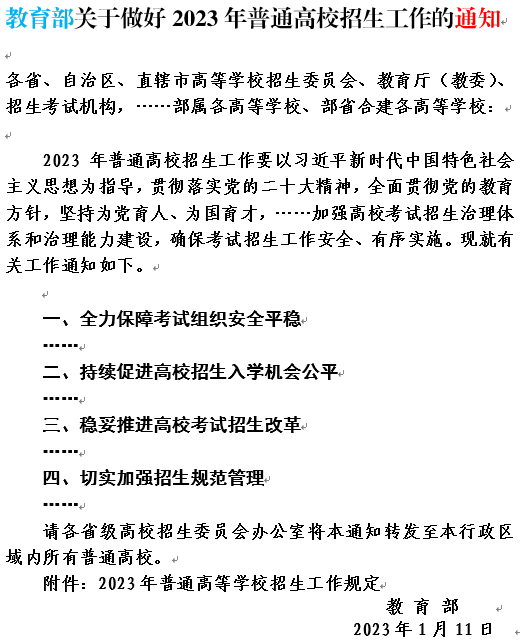 教育部关于做好 2023 年普通高校招生工作的通知
各省、自治区、直辖市高等学校招生委员会、教育厅（教委）、
招生考试机构，……部属各高等学校、部省合建各高等学校：
2023 年普通高校招生工作要以习近平新时代中国特色社会
主义思想为指导，贯彻落实党的二十大精神，全面贯彻党的教育
方针，坚持为党育人、为国育才，……加强高校考试招生治理体
系和治理能力建设，确保考试招生工作安全、有序实施。现就有
关工作通知如下。
一、全力保障考试组织安全平稳
……
二、持续促进高校招生入学机会公平
……
三、稳妥推进高校考试招生改革
……
四、切实加强招生规范管理
……
请各省级高校招生委员会办公室将本通知转发至本行政区
域内所有普通高校。
附件：2023 年普通高等学校招生工作规定
教 育 部
2023 年 1 月 11 日